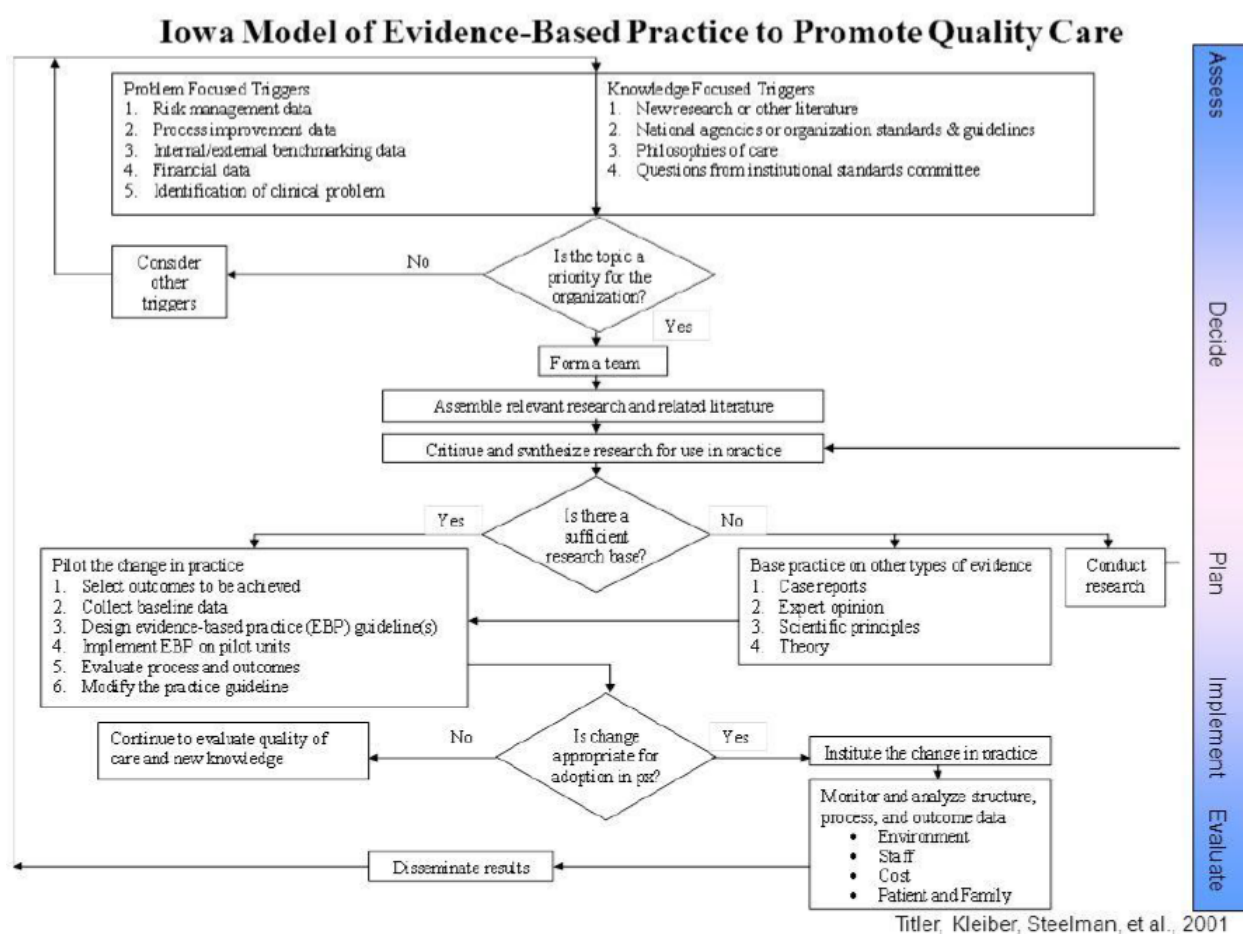 Iowa Model of Evidence-Based Practice to Promote Quality Care
Problem Focused Triggers
1. Risk management data
2. Process improvement data
3. Internal/external benchmarking data
4. Financial data
5. Identification of clinical problem
Knowledge Focused Triggers
1. New research or other literature
2. National agencies or organization standards & guidelines
3. Philosophies of care
4. Questions from institutional standards committee
Assess
Consider
other
triggers
No
Is the topic a
priority for the
organization?
Yes
Decide
Form a team
Assemble relevant research and related literature
Critique and synthesize research for use in practice
Yes
Is there a
sufficient
research base?
No
Pilot the change in practice
1. Select outcomes to be achieved
2. Collect baseline data
3. Design evidence-based practice (EBP) guideline(s)
4. Implement EBP on pilot units
5. Evaluate process and outcomes
6. Modify the practice guideline
Base practice on other types of evidence
1. Case reports
2. Expert opinion
3. Scientific principles
4. Theory
Conduct
research
Plan
Continue to evaluate quality of
care and new knowledge
No
Is change
appropriate for
adoption in px?
Yes
Institute the change in practice
Implement
Monitor and analyze structure,
process, and outcome data
• Environment
• Staff
• Cost
• Patient and Family
Evaluate
Disseminate results
Titler, Kleiber, Steelman, et al., 2001